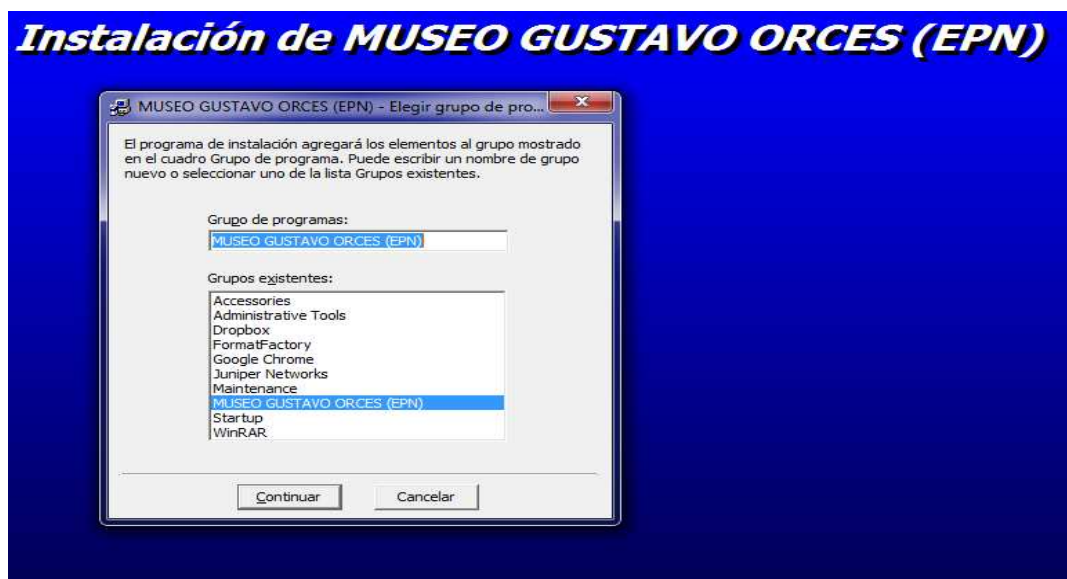 Instalación de MUSEO GUSTAVO ORCES (EPN)
MUSEO GUSTAVO ORCES (EPN) - Elegir grupo de pro...
El programa de instalación agregará los elementos al grupo mostrado
en el cuadro Grupo de programa. Puede escribir un nombre de grupo
nuevo o seleccionar uno de la lista Grupos existentes.
Grupo de programas:
MUSEO GUSTAVO ORCES (EPN)
Grupos existentes:
Accessories
Administrative Tools
Dropbox
FormatFactory
Google Chrome
Juniper Networks
Maintenance
MUSEO GUSTAVO ORCES (EPN)
Startup
WinRAR
Continuar
Cancelar